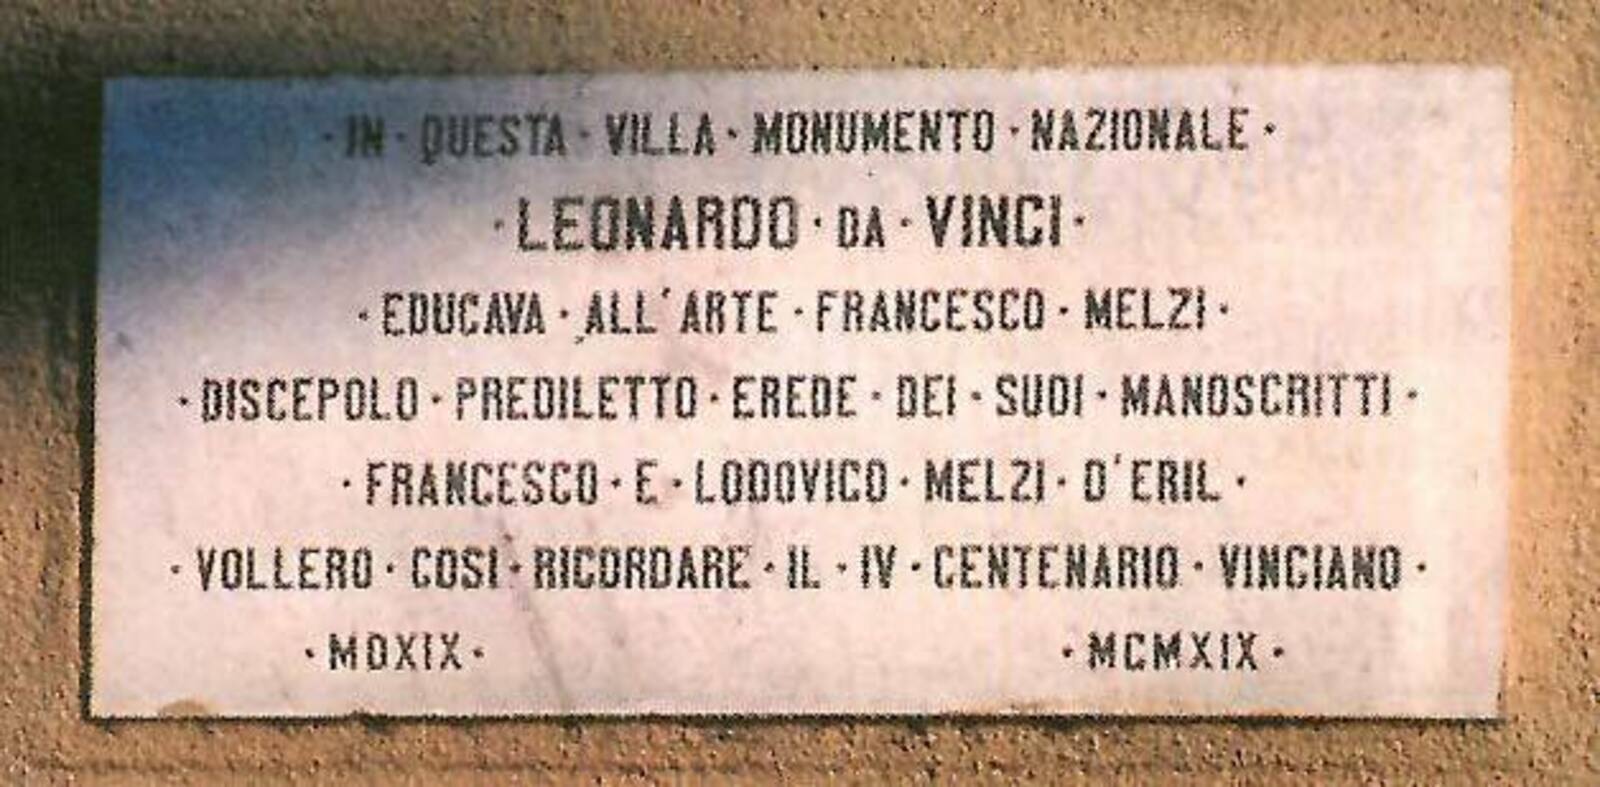 · IN · QUESTA · VILLA · MONUMENTO · NAZIONALE ·
· LEONARDO · DA · VINCI ·
· EDUCAVA · ALL'ARTE · FRANCESCO · MELZI ·
· DISCEPOLO · PREDILETTO · EREDE · DEI · SUOI · MANOSCRITTI ·
· FRANCESCO · E · LODOVICO · MELZI · D'ERIL ·
· VOLLERO · COSI · RICORDARE · IL · IV · CENTENARIO · VINCIANO ·
· MDXIX · · MCMXIX ·